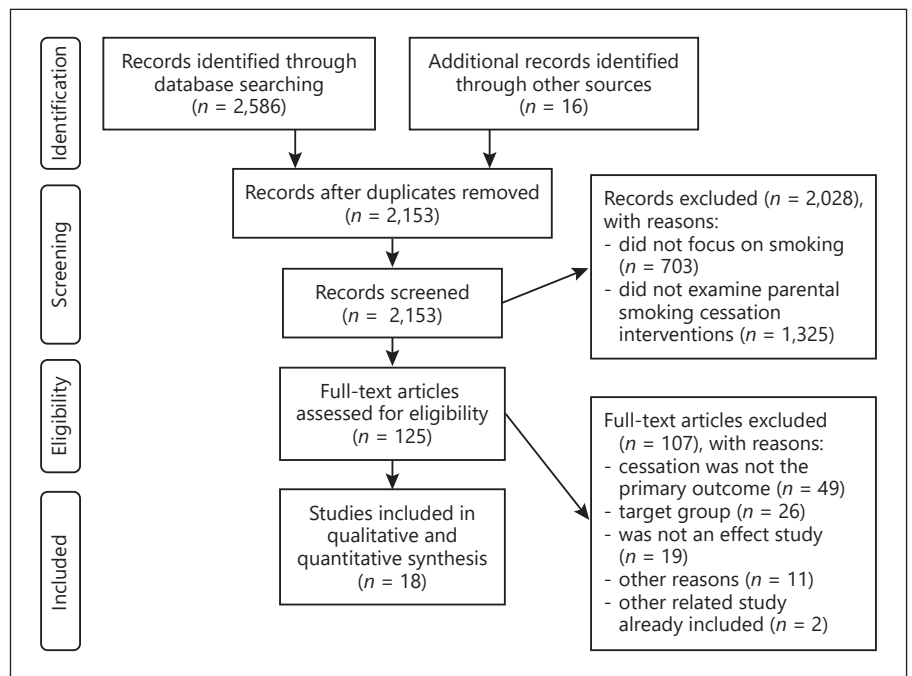 Identification
Records identified through
database searching
(n = 2,586)
Additional records identified
through other sources
(n = 16)
Screening
Records after duplicates removed
(n = 2,153)
Records screened
(n = 2,153)
Records excluded (n = 2,028),
with reasons:
- did not focus on smoking
(n = 703)
- did not examine parental
smoking cessation
interventions (n = 1,325)
Eligibility
Full-text articles
assessed for eligibility
(n = 125)
Full-text articles excluded
(n = 107), with reasons:
- cessation was not the
primary outcome (n = 49)
- target group (n = 26)
- was not an effect study
(n = 19)
- other reasons (n = 11)
- other related study
already included (n = 2)
Included
Studies included in
qualitative and
quantitative synthesis
(n = 18)